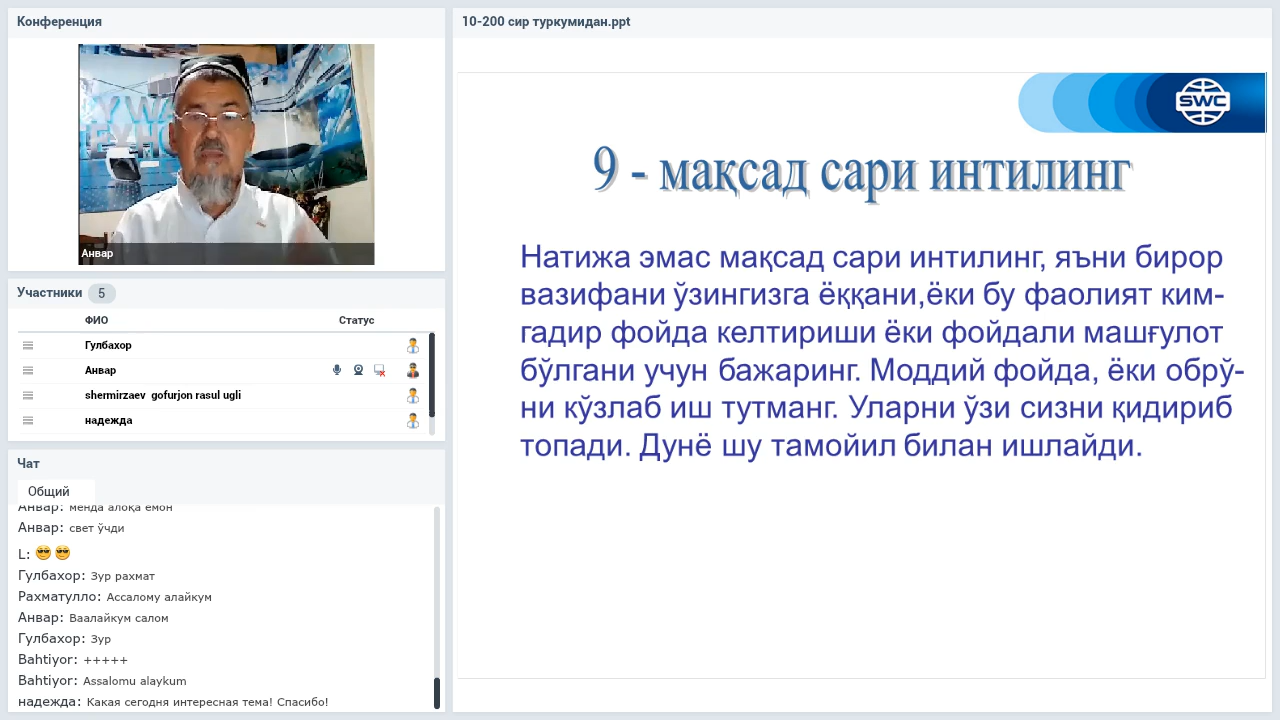 Конференция
Анвар
Участники 5
ФИО Статус
Гулбахор
Анвар
shermirzaev gofurjon rasul ugli
надежда
Чат
Общий
Анвар: менда алоқа ёмон
Анвар: свет ўчди
L:
Гулбахор: Зур рахмат
Рахматулло: Ассалому алайкум
Анвар: Ваалайкум салом
Гулбахор: Зур
Bahtiyor: +++++
Bahtiyor: Assalomu alaykum
надежда: Какая сегодня интересная тема! Спасибо!
10-200 сир туркумидан.ppt
SWC
9 - мақсад сари интилинг
Натижа эмас мақсад сари интилинг, яъни бирор
вазифани ўзингизга ёққани,ёки бу фаолият ким-
гадир фойда келтириши ёки фойдали машғулот
бўлгани учун бажаринг. Моддий фойда, ёки обрў-
ни кўзлаб иш тутманг. Уларни ўзи сизни қидириб
топади. Дунё шу тамойил билан ишлайди.